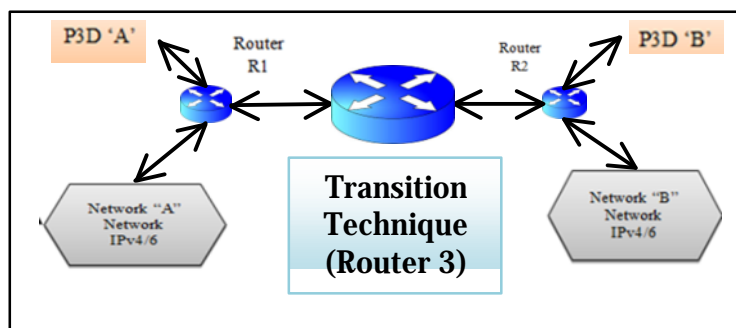 P3D ‘A’
Router
R1
Router
R2
P3D ‘B’
Transition
Technique
(Router 3)
Network “A”
Network
IPv4/6
Network “B”
Network
IPv4/6